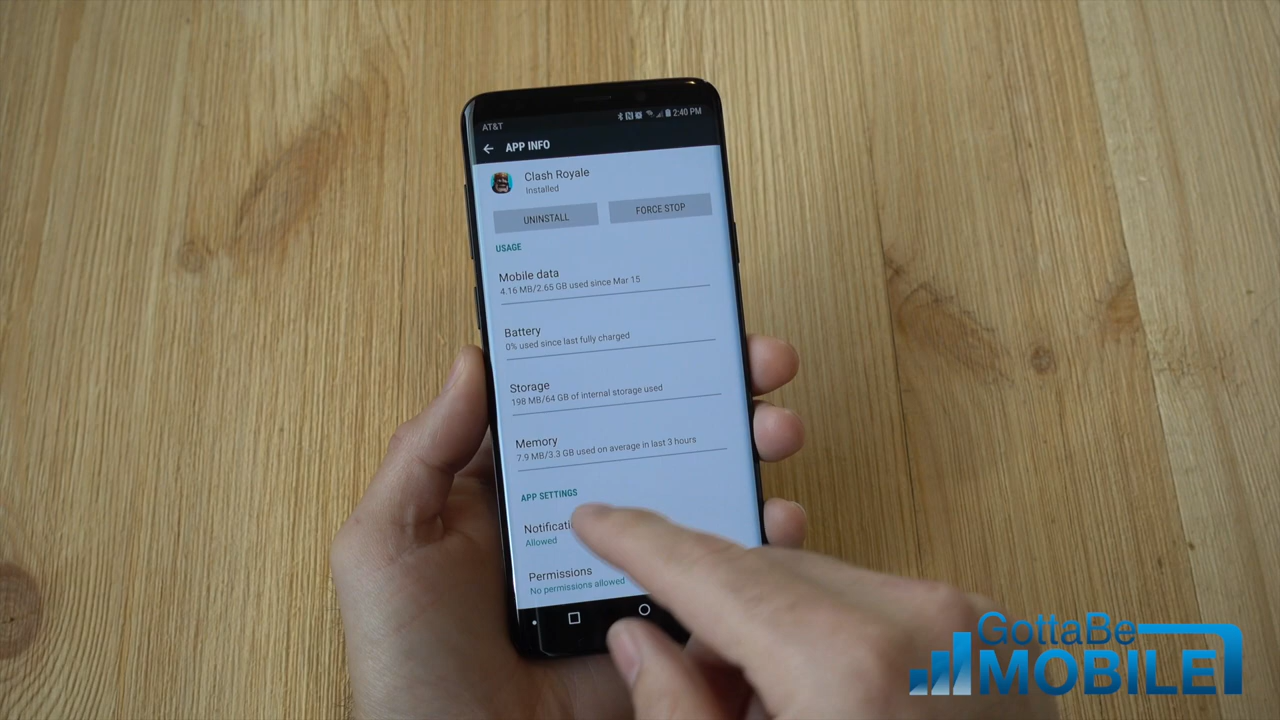 AT&T
2:40 PM
APP INFO
Clash Royale
Installed
UNINSTALL
FORCE STOP
USAGE
Mobile data
4.16 MB/2.65 GB used since Mar 15
Battery
0% used since last fully charged
Storage
198 MB/64 GB of internal storage used
Memory
7.9 MB/3.3 GB used on average in last 3 hours
APP SETTINGS
Notificati
Allowed
Permissions
No permissions allowed
GottaBe
MOBILE